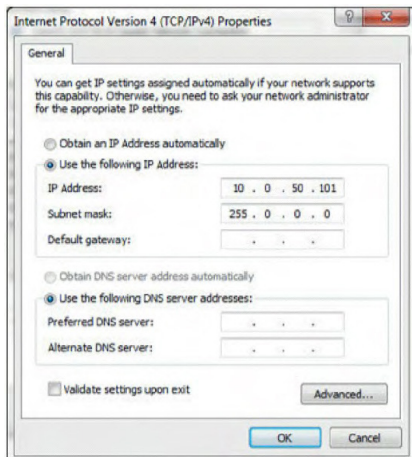 Internet Protocol Version 4 (TCP/IPv4) Properties
General
You can get IP settings assigned automatically if your network supports
this capability. Otherwise, you need to ask your network administrator
for the appropriate IP settings.
Obtain an IP Address automatically
Use the following IP Address:
IP Address: 10 . 0 . 50 . 101
Subnet mask: 255 . 0 . 0 . 0
Default gateway: . . .
Obtain DNS server address automatically
Use the following DNS server addresses:
Preferred DNS server: . . .
Alternate DNS server: . . .
Validate settings upon exit
Advanced...
OK Cancel